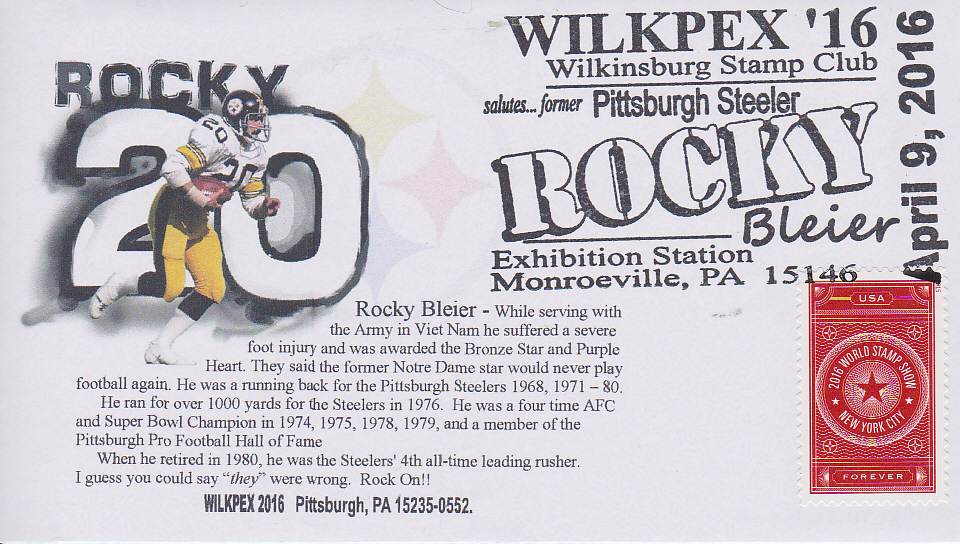 ROCKY
20
20
20
WILKPEX '16
Wilkinsburg Stamp Club
salutes... former Pittsburgh Steeler
ROCKY
Bleier
Exhibition Station
Monroeville, PA 15146
April 9, 2016
Rocky Bleier - While serving with
the Army in Viet Nam he suffered a severe
foot injury and was awarded the Bronze Star and Purple
Heart. They said the former Notre Dame star would never play
football again. He was a running back for the Pittsburgh Steelers 1968, 1971 – 80.
He ran for over 1000 yards for the Steelers in 1976. He was a four time AFC
and Super Bowl Champion in 1974, 1975, 1978, 1979, and a member of the
Pittsburgh Pro Football Hall of Fame
When he retired in 1980, he was the Steelers' 4th all-time leading rusher.
I guess you could say "they" were wrong. Rock On!!
WILKPEX 2016 Pittsburgh, PA 15235-0552.
USA
2016 WORLD STAMP SHOW
NEW YORK CITY
FOREVER